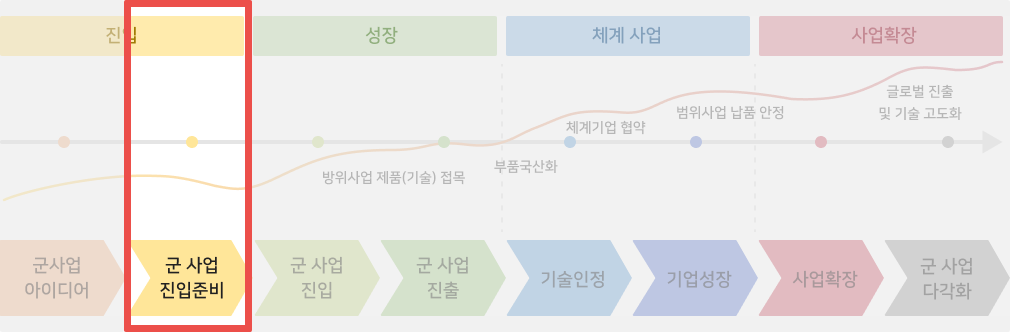 진입
성장
체계 사업
사업확장
글로벌 진출
및 기술 고도화
범위사업 납품 안정
체계기업 협약
부품국산화
방위사업 제품(기술) 접목
군사업
아이디어
군 사업
진입준비
군 사업
진입
군 사업
진출
기술인정
기업성장
사업확장
군 사업
다각화